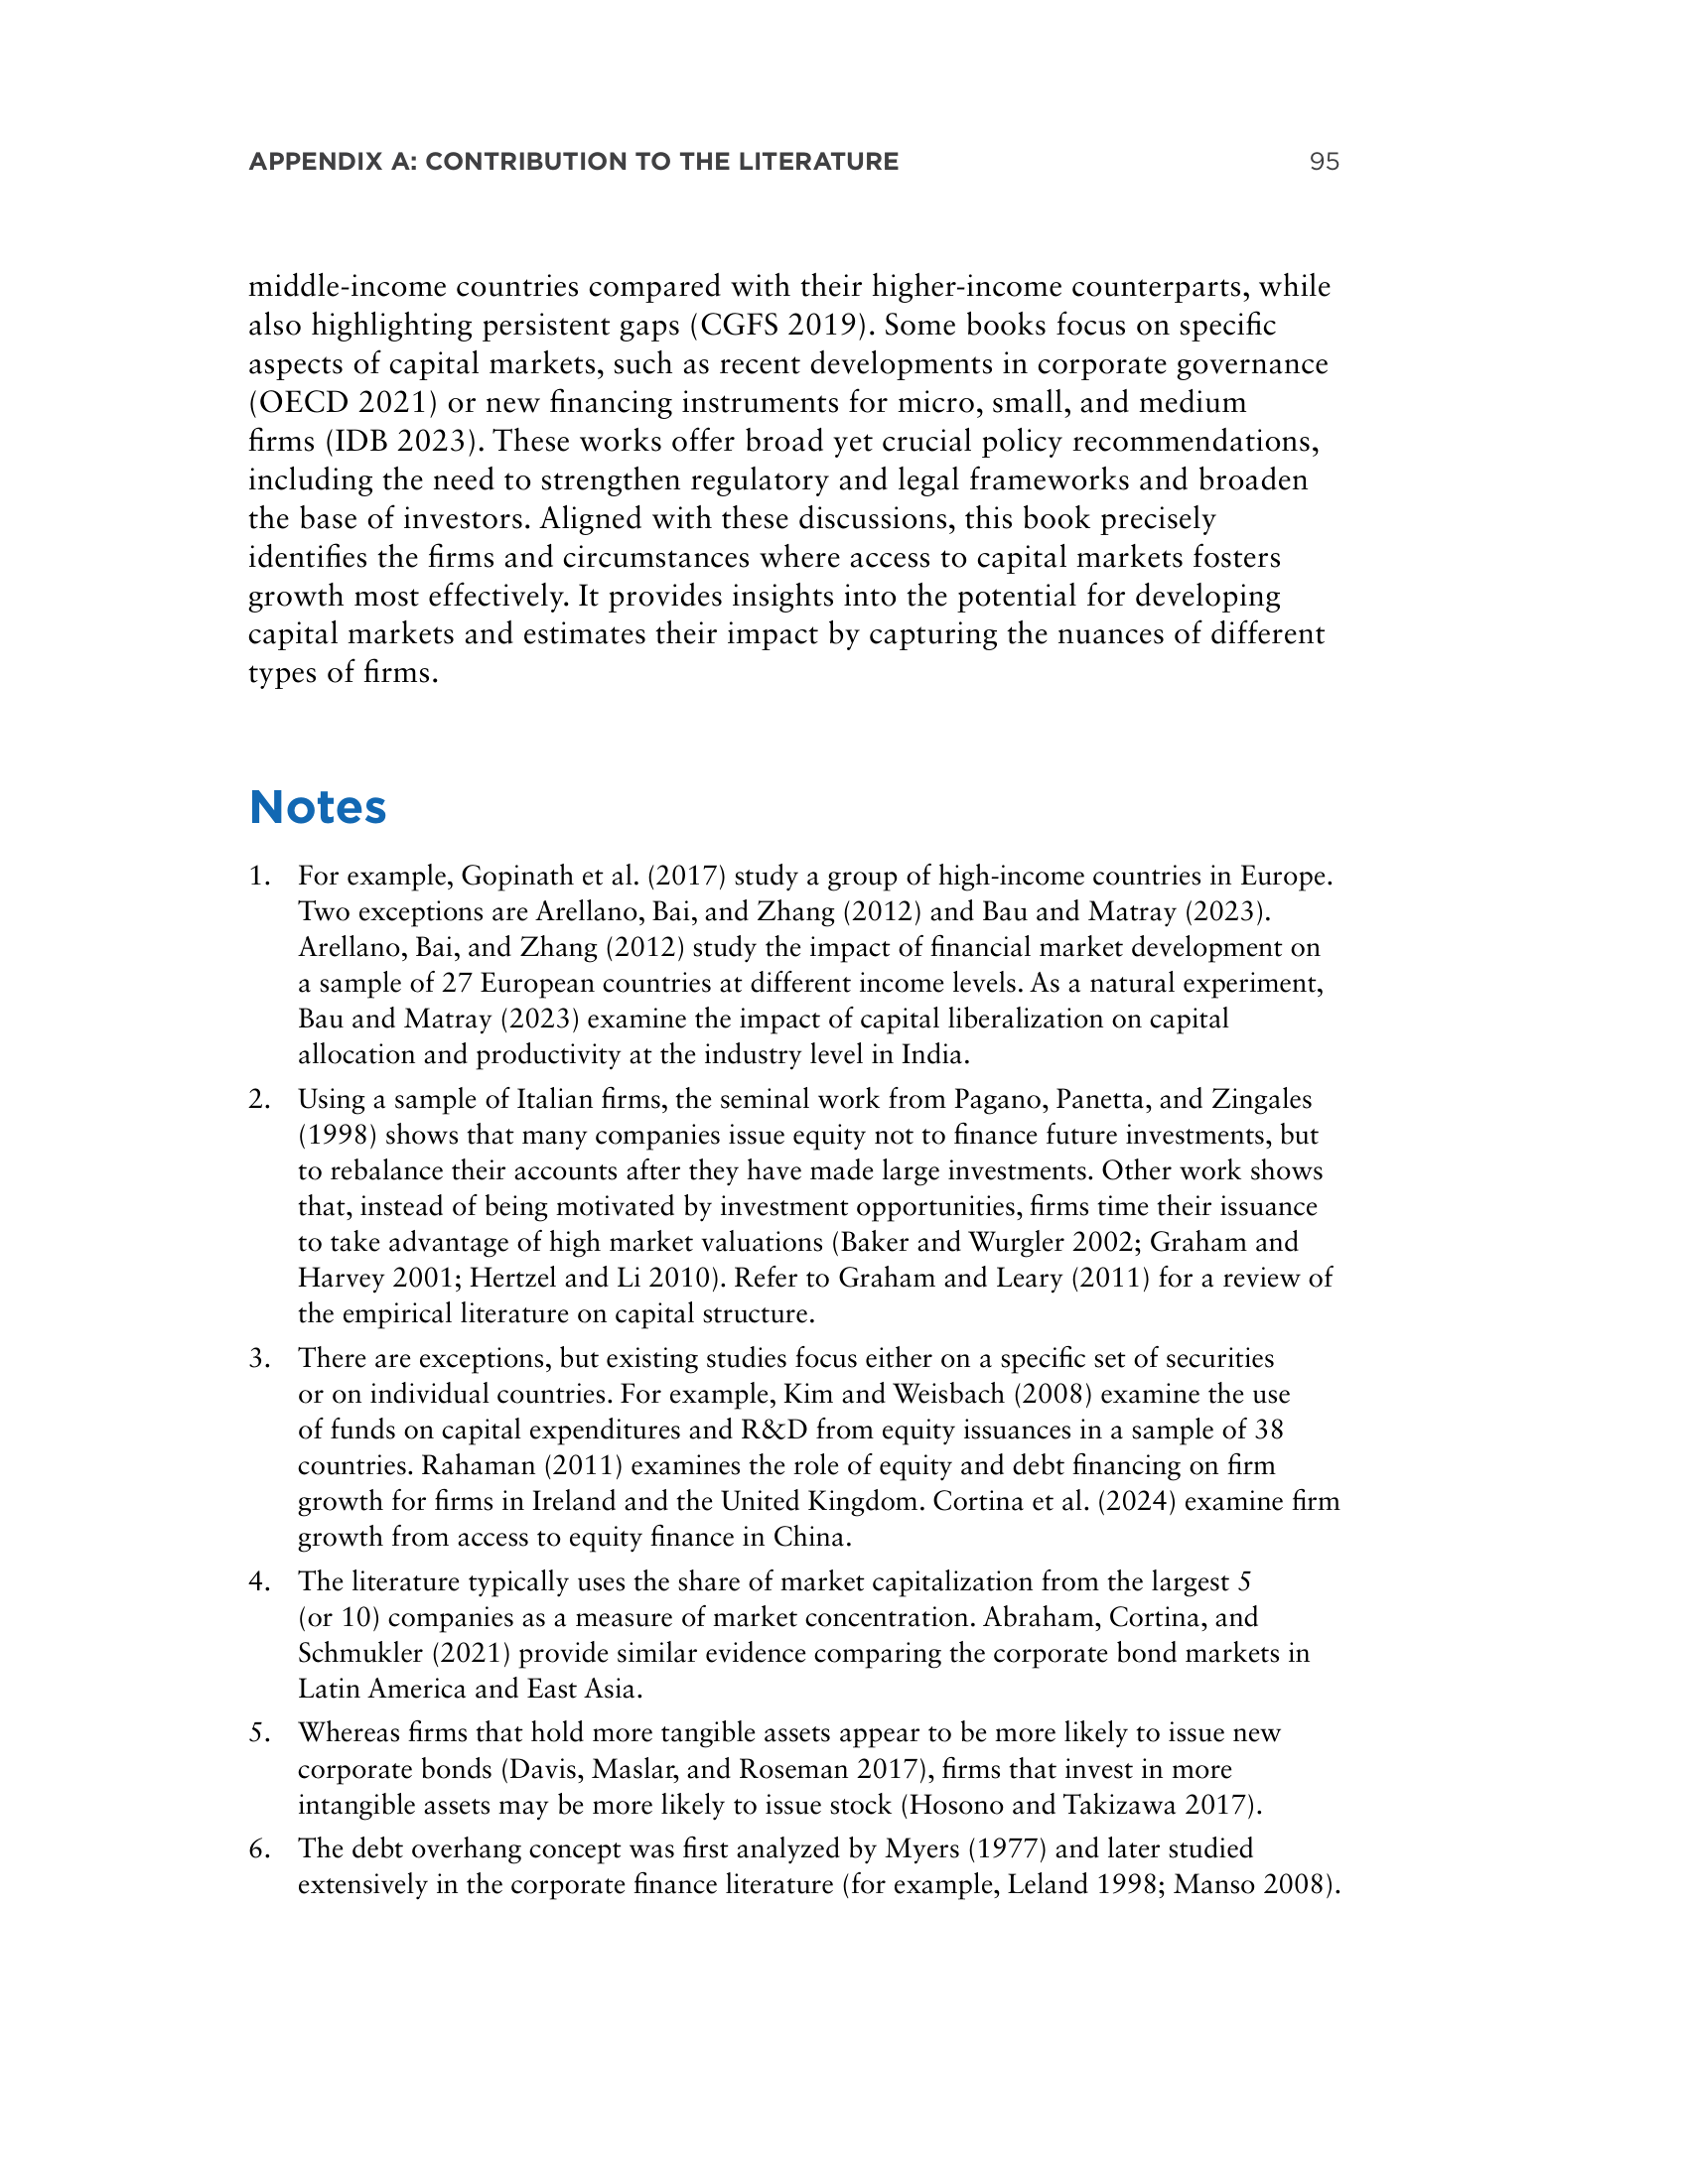 APPENDIX A: CONTRIBUTION TO THE LITERATURE 95
middle-income countries compared with their higher-income counterparts, while
also highlighting persistent gaps (CGFS 2019). Some books focus on specific
aspects of capital markets, such as recent developments in corporate governance
(OECD 2021) or new financing instruments for micro, small, and medium
firms (IDB 2023). These works offer broad yet crucial policy recommendations,
including the need to strengthen regulatory and legal frameworks and broaden
the base of investors. Aligned with these discussions, this book precisely
identifies the firms and circumstances where access to capital markets fosters
growth most effectively. It provides insights into the potential for developing
capital markets and estimates their impact by capturing the nuances of different
types of firms.
Notes
1. For example, Gopinath et al. (2017) study a group of high-income countries in Europe.
Two exceptions are Arellano, Bai, and Zhang (2012) and Bau and Matray (2023).
Arellano, Bai, and Zhang (2012) study the impact of financial market development on
a sample of 27 European countries at different income levels. As a natural experiment,
Bau and Matray (2023) examine the impact of capital liberalization on capital
allocation and productivity at the industry level in India.
2. Using a sample of Italian firms, the seminal work from Pagano, Panetta, and Zingales
(1998) shows that many companies issue equity not to finance future investments, but
to rebalance their accounts after they have made large investments. Other work shows
that, instead of being motivated by investment opportunities, firms time their issuance
to take advantage of high market valuations (Baker and Wurgler 2002; Graham and
Harvey 2001; Hertzel and Li 2010). Refer to Graham and Leary (2011) for a review of
the empirical literature on capital structure.
3. There are exceptions, but existing studies focus either on a specific set of securities
or on individual countries. For example, Kim and Weisbach (2008) examine the use
of funds on capital expenditures and R&D from equity issuances in a sample of 38
countries. Rahaman (2011) examines the role of equity and debt financing on firm
growth for firms in Ireland and the United Kingdom. Cortina et al. (2024) examine firm
growth from access to equity finance in China.
4. The literature typically uses the share of market capitalization from the largest 5
(or 10) companies as a measure of market concentration. Abraham, Cortina, and
Schmukler (2021) provide similar evidence comparing the corporate bond markets in
Latin America and East Asia.
5. Whereas firms that hold more tangible assets appear to be more likely to issue new
corporate bonds (Davis, Maslar, and Roseman 2017), firms that invest in more
intangible assets may be more likely to issue stock (Hosono and Takizawa 2017).
6. The debt overhang concept was first analyzed by Myers (1977) and later studied
extensively in the corporate finance literature (for example, Leland 1998; Manso 2008).